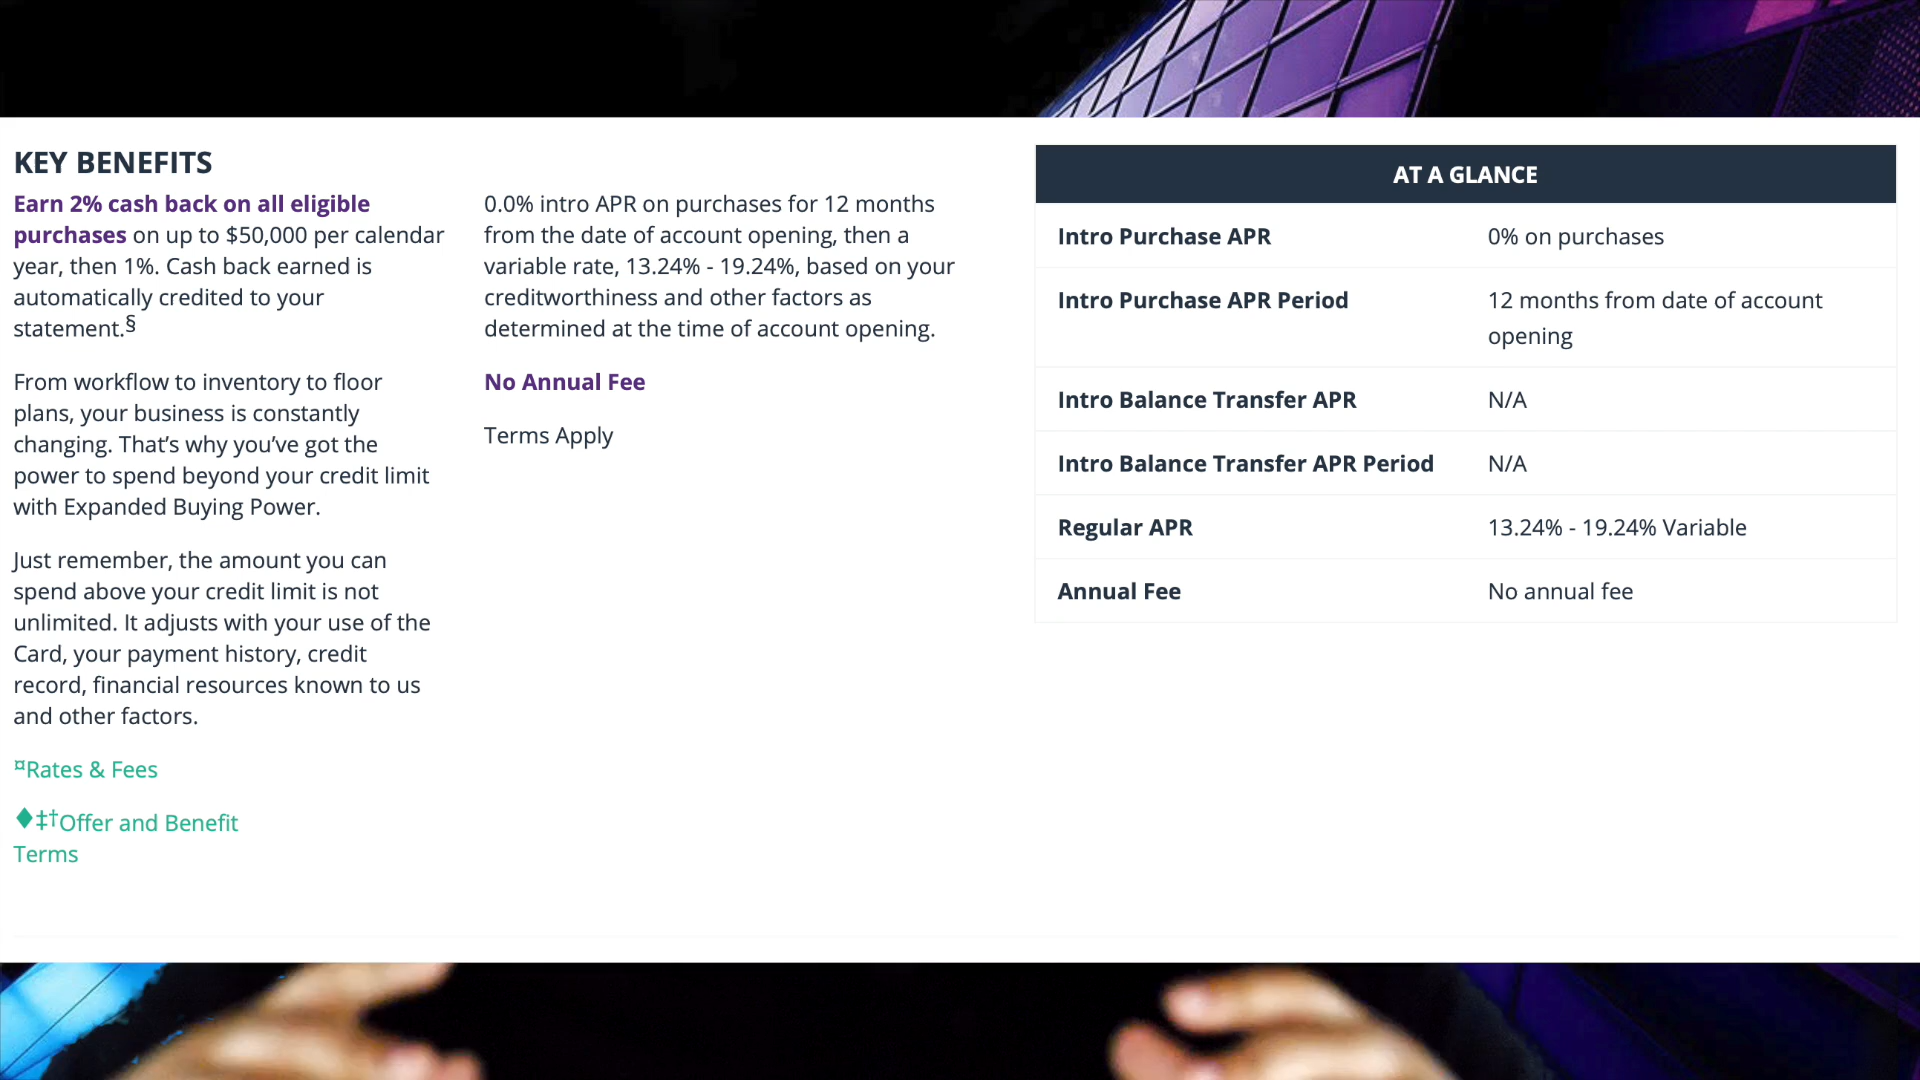 KEY BENEFITS
Earn 2% cash back on all eligible
purchases on up to $50,000 per calendar
year, then 1%. Cash back earned is
automatically credited to your
statement.§
From workflow to inventory to floor
plans, your business is constantly
changing. That’s why you’ve got the
power to spend beyond your credit limit
with Expanded Buying Power.
Just remember, the amount you can
spend above your credit limit is not
unlimited. It adjusts with your use of the
Card, your payment history, credit
record, financial resources known to us
and other factors.
¤Rates & Fees
♦‡†Offer and Benefit
Terms
0.0% intro APR on purchases for 12 months
from the date of account opening, then a
variable rate, 13.24% - 19.24%, based on your
creditworthiness and other factors as
determined at the time of account opening.
No Annual Fee
Terms Apply
AT A GLANCE
Intro Purchase APR 0% on purchases
Intro Purchase APR Period 12 months from date of account
opening
Intro Balance Transfer APR N/A
Intro Balance Transfer APR Period N/A
Regular APR 13.24% - 19.24% Variable
Annual Fee No annual fee